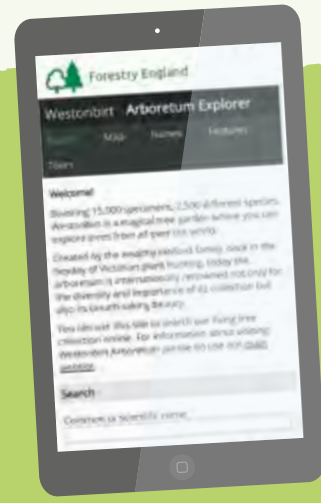 Forestry England
Westonbirt Arboretum Explorer
Map Names Features
Tours
Welcome!
Boasting 15,000 specimens, 2,500 different species,
Westonbirt is a magical tree garden where you can
explore trees from all over the world.
Created by the wealthy Holford family, back in the
heyday of Victorian plant hunting, today the
arboretum is internationally renowned not only for
the diversity and importance of its collection but
also its breath-taking beauty.
You can use this site to search our living tree
collection online. For information about visiting
Westonbirt Arboretum please do use our main
website.
Search
Common or scientific name